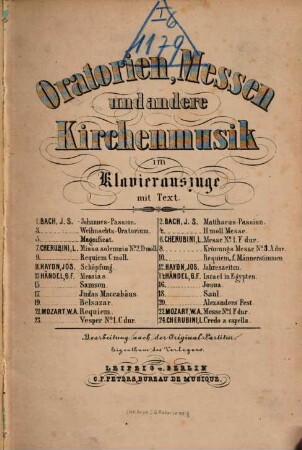 I 6
1179
Oratorien, Messen
und andere
Kirchenmusik
im
Klavierauszuge
mit Text.
1. BACH, J. S. Johannes-Passion.
3. Weihnachts-Oratorium.
5. Magnificat.
7. CHERUBINI, L. Missa solemnis No. 2. D moll.
9. Requiem C moll.
11. HAYDN, JOS. Schöpfung.
13. HÄNDEL, G. F. Messias
15. Samson.
17. Judas Maccabäus.
19. Belsazar.
21. MOZART, W. A. Requiem.
23. Vesper No. 1. C dur.
2. BACH, J. S. Matthäus-Passion.
4. H moll Messe.
6. CHERUBINI, L. Messe No. 1. F dur.
8. Krönungs Messe No. 3. A dur.
10. Requiem, f. Männerstimmen
12. HAYDN, JOS. Jahreszeiten.
14. HÄNDEL, G. F. Israel in Egypten.
16. Josua.
18. Saul.
20. Alexanders Fest.
22. MOZART, W. A. Messe No. 1. F dur
24. CHERUBINI, L. Credo a capella.
Bearbeitung nach der Original-Partitur.
Eigenthum des Verlegers.
LEIPZIG u. BERLIN
C. F. PETERS, BUREAU DE MUSIQUE.